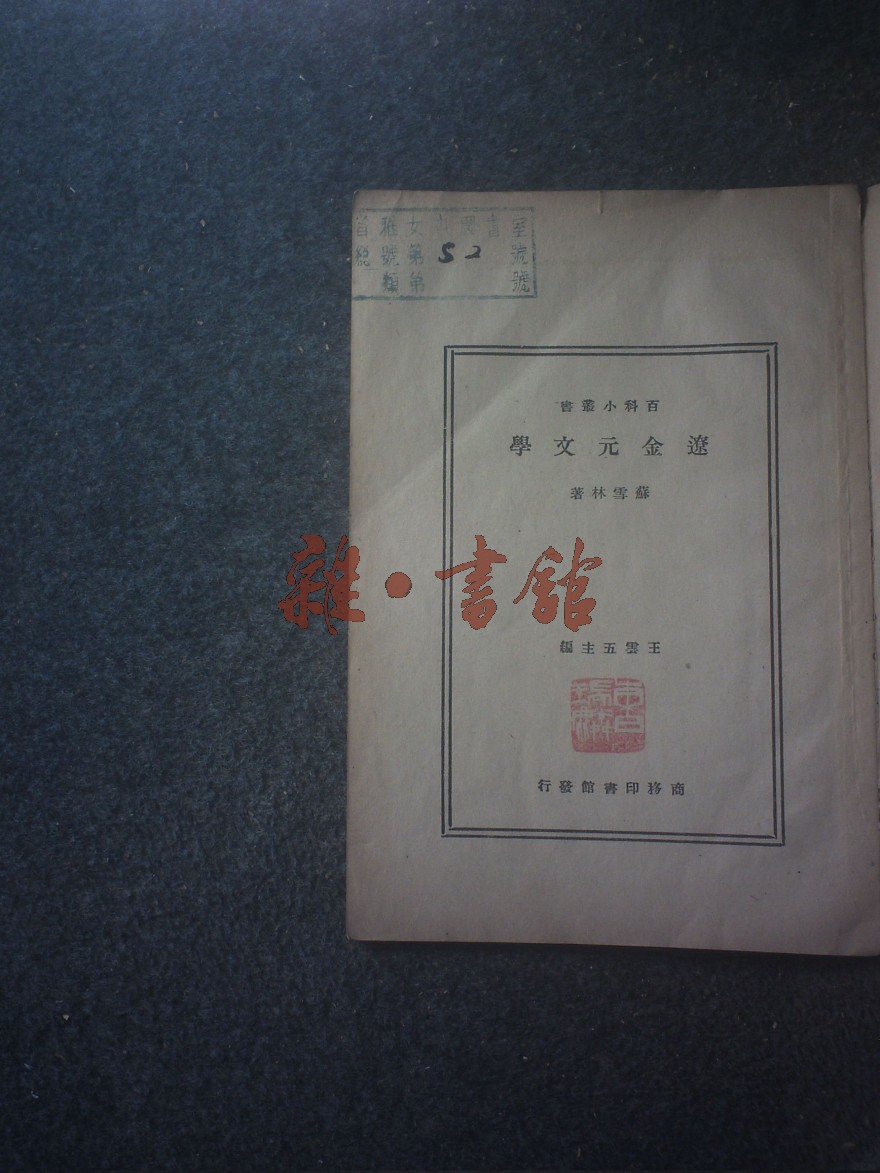 52
百科小叢書
遼金元文學
蘇雪林著
雜·書館
王雲五主編
商務印書館發行